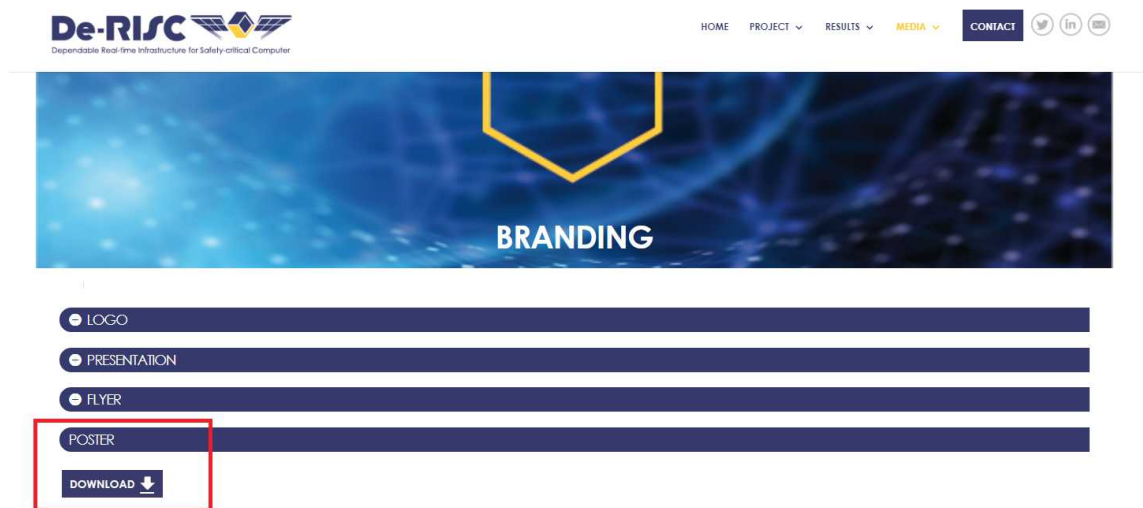 De-RISC
Dependable Real-time Infrastructure for Safety-critical Computer
HOME PROJECT RESULTS MEDIA CONTACT in
BRANDING
LOGO
PRESENTATION
FLYER
POSTER
DOWNLOAD